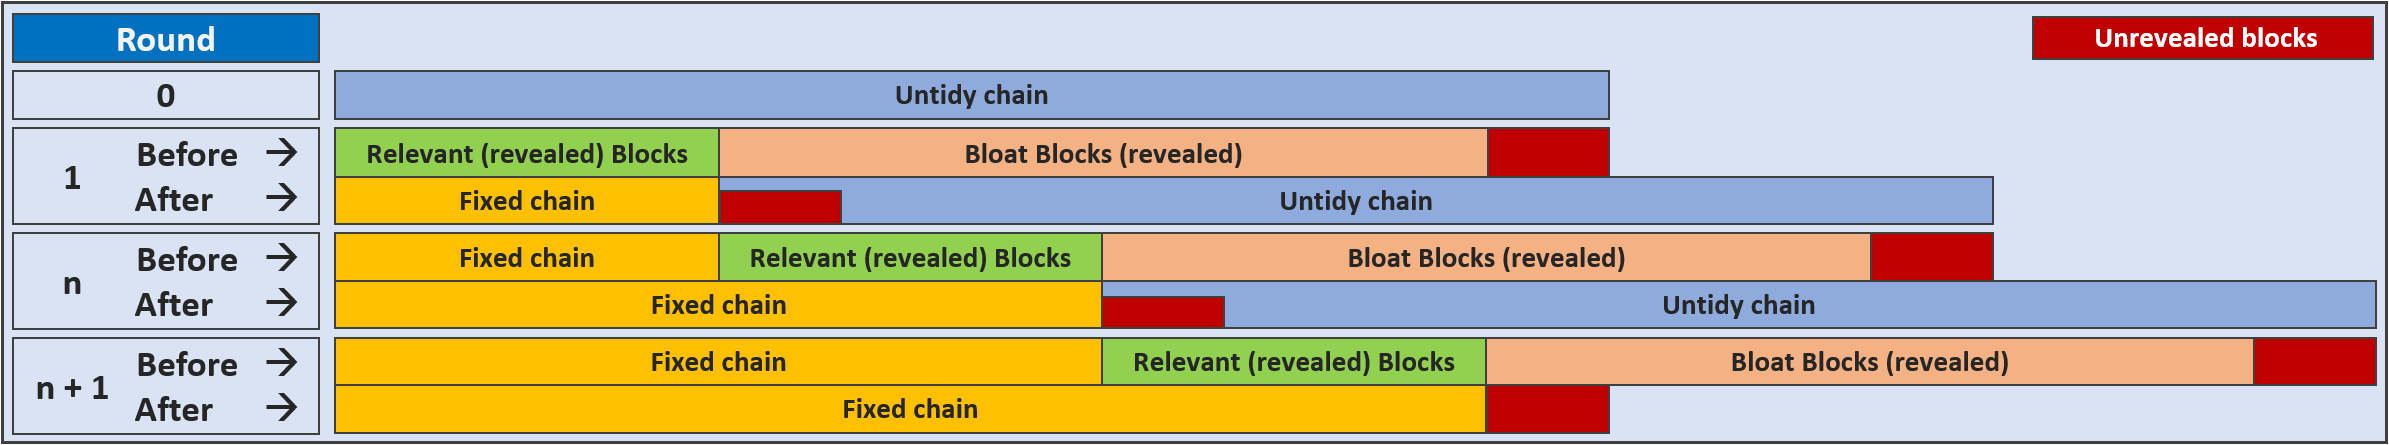 Round
Unrevealed blocks
0
Untidy chain
1
Before →
Relevant (revealed) Blocks
Bloat Blocks (revealed)
After →
Fixed chain
Untidy chain
n
Before →
Fixed chain
Relevant (revealed) Blocks
Bloat Blocks (revealed)
After →
Fixed chain
Untidy chain
n + 1
Before →
Fixed chain
Relevant (revealed) Blocks
Bloat Blocks (revealed)
After →
Fixed chain